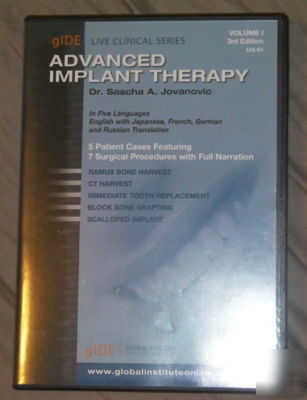 gIDE LIVE CLINICAL SERIES
VOLUME I
3rd Edition
ADVANCED
IMPLANT THERAPY
Dr. Sascha A. Jovanovic
In Five Languages
English with Japanese, French, German
and Russian Translation
5 Patient Cases Featuring
7 Surgical Procedures with Full Narration
RAMUS BONE HARVEST
CT HARVEST
IMMEDIATE TOOTH REPLACEMENT
BLOCK BONE GRAFTING
SCALLOPED IMPLANT
gIDE
www.globalinstituteonline